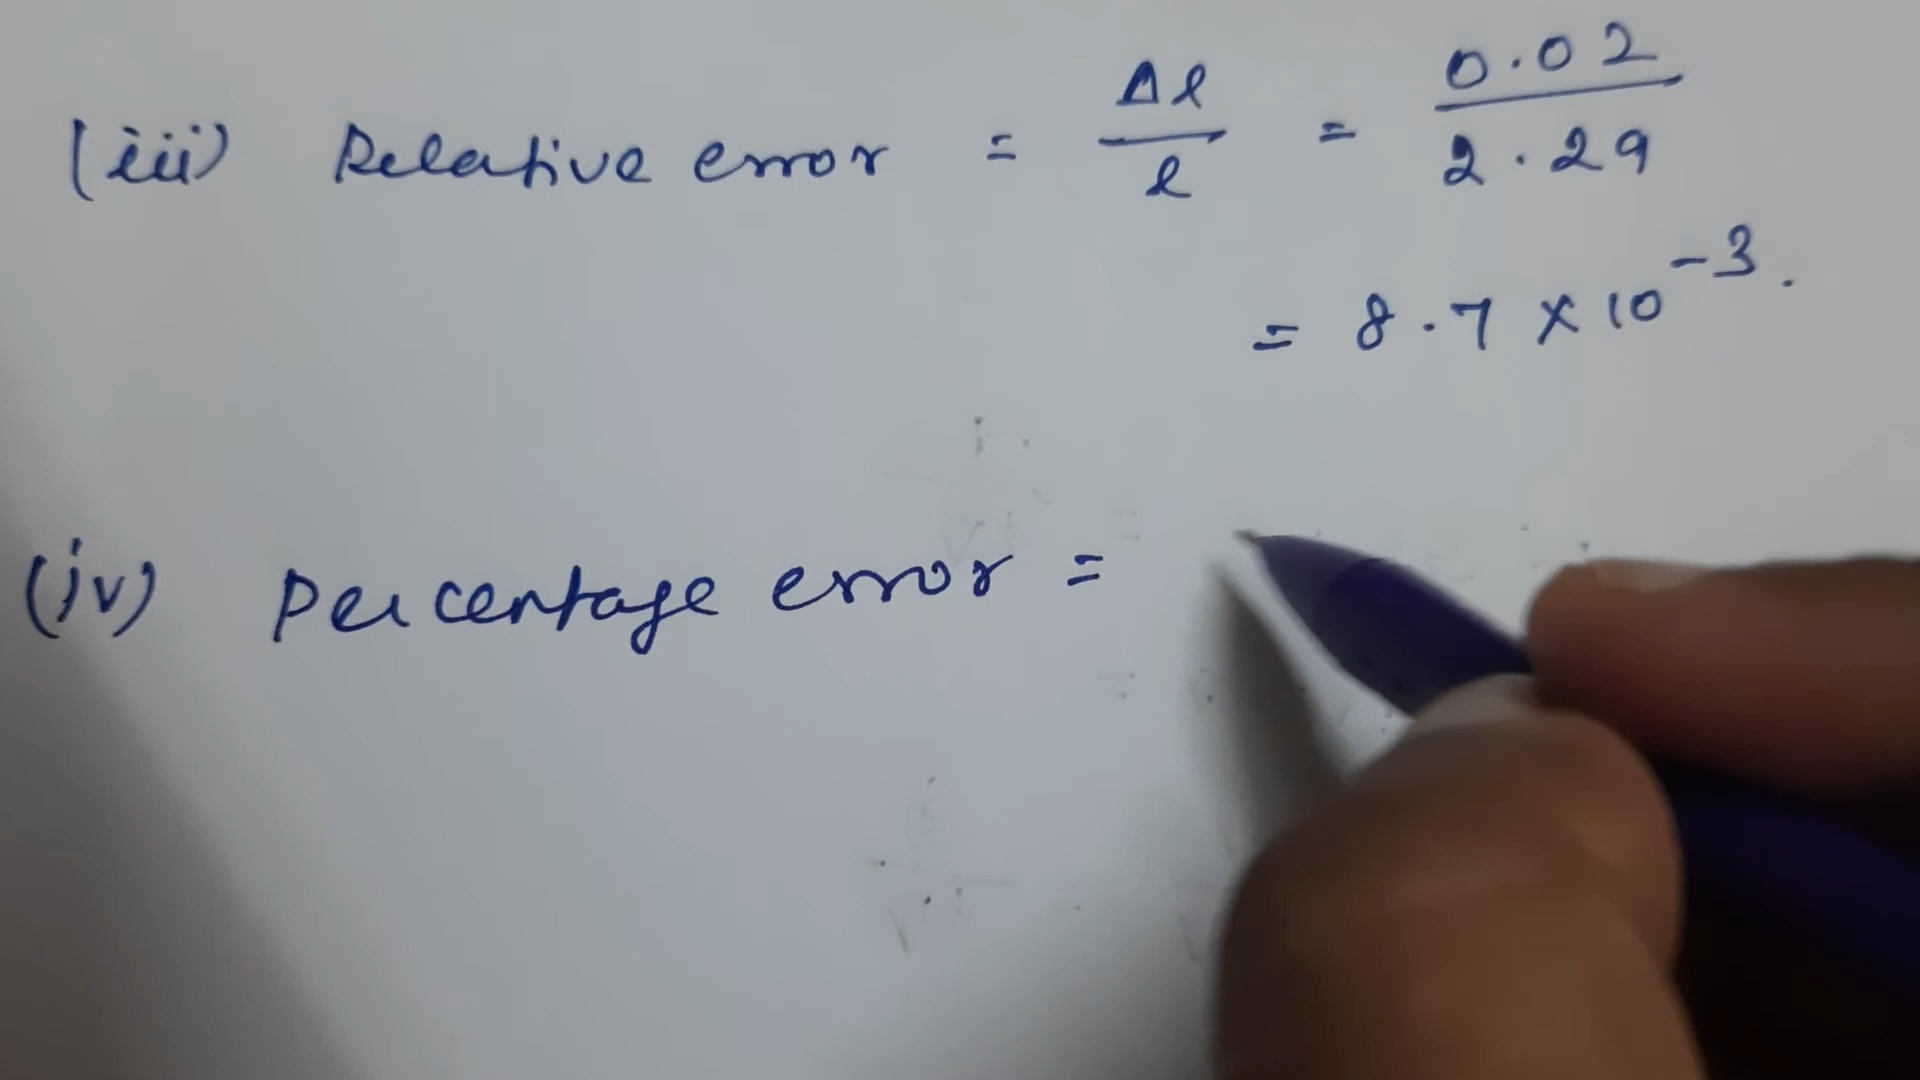 (iii) Relative error = Δl/l = 0.02/2.29
= 8.7 × 10^-3.
(iv) Percentage error =